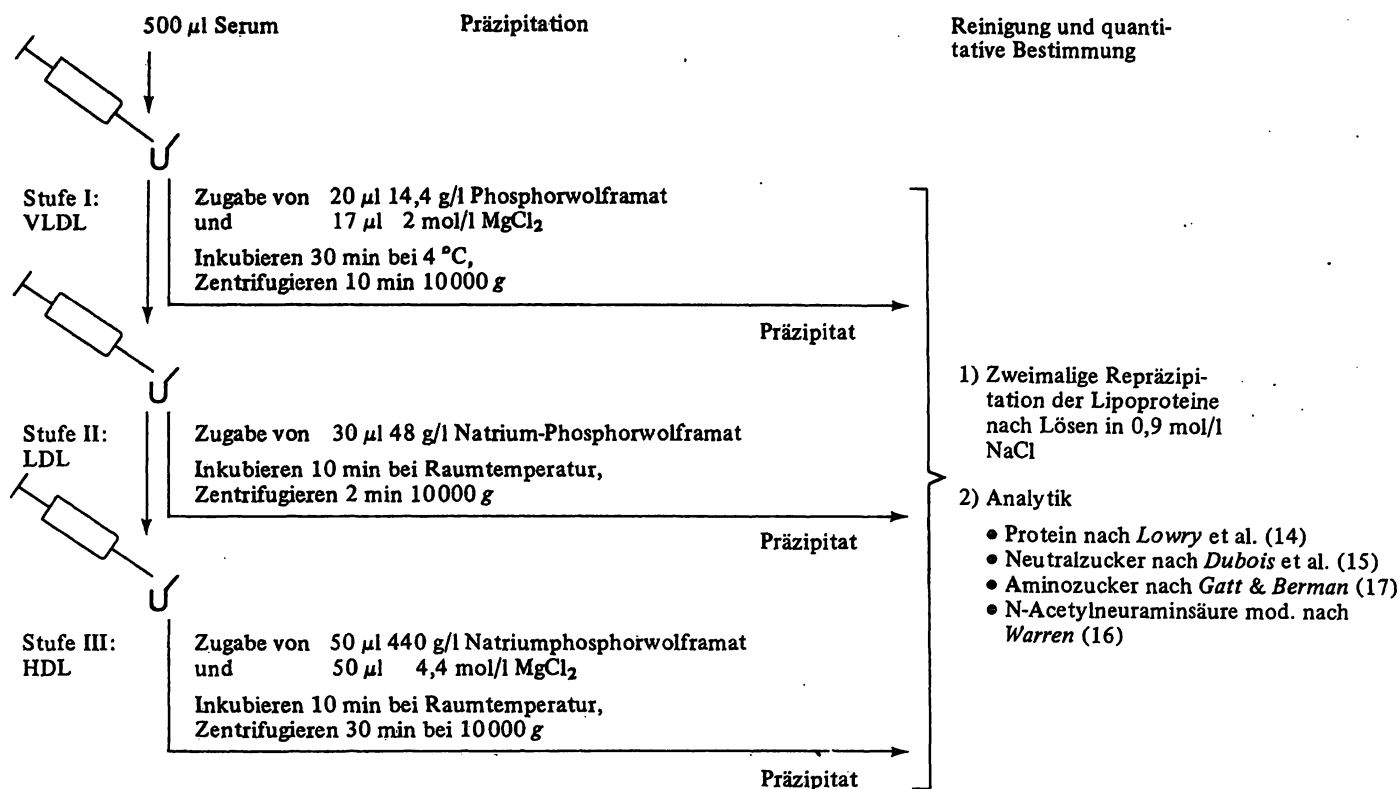 500 µl Serum
Präzipitation
Reinigung und quanti-
tative Bestimmung
Stufe I:
VLDL
Zugabe von 20 µl 14,4 g/l Phosphorwolframat
und 17 µl 2 mol/l MgCl₂
Inkubieren 30 min bei 4 °C,
Zentrifugieren 10 min 10000 g
Präzipitat
Stufe II:
LDL
Zugabe von 30 µl 48 g/l Natrium-Phosphorwolframat
Inkubieren 10 min bei Raumtemperatur,
Zentrifugieren 2 min 10000 g
Präzipitat
Stufe III:
HDL
Zugabe von 50 µl 440 g/l Natriumphosphorwolframat
und 50 µl 4,4 mol/l MgCl₂
Inkubieren 10 min bei Raumtemperatur,
Zentrifugieren 30 min bei 10000 g
Präzipitat
1) Zweimalige Repräzipi-
tation der Lipoproteine
nach Lösen in 0,9 mol/l
NaCl
2) Analytik
• Protein nach Lowry et al. (14)
• Neutralzucker nach Dubois et al. (15)
• Aminozucker nach Gatt & Berman (17)
• N-Acetylneuraminsäure mod. nach
Warren (16)